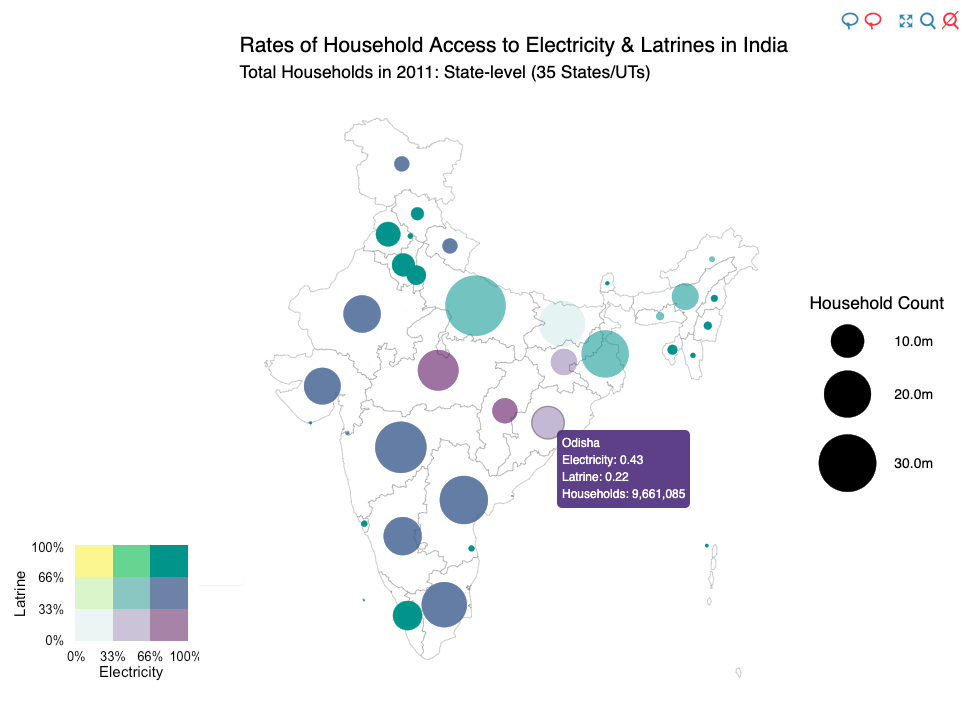 Rates of Household Access to Electricity & Latrines in India
Total Households in 2011: State-level (35 States/UTs)
Household Count
10.0m
20.0m
30.0m
Odisha
Electricity: 0.43
Latrine: 0.22
Households: 9,661,085
Latrine
100%
66%
33%
0%
0% 33% 66% 100%
Electricity